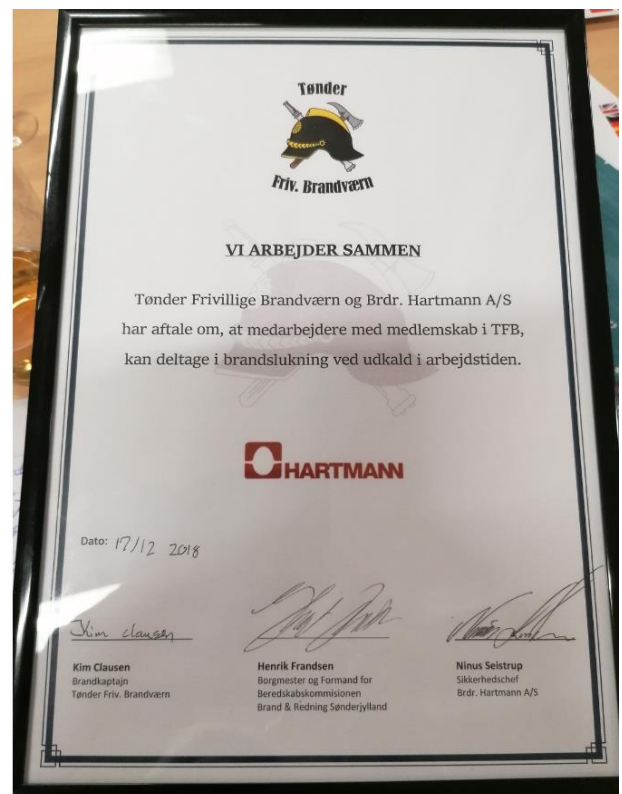 Tønder
Friv. Brandværn
VI ARBEJDER SAMMEN
Tønder Frivillige Brandværn og Brdr. Hartmann A/S
har aftale om, at medarbejdere med medlemskab i TFB,
kan deltage i brandslukning ved udkald i arbejdstiden.
HARTMANN
Dato: 17/12 2018
Kim Clausen
Kim Clausen
Brandkaptajn
Tønder Friv. Brandværn
Henrik Frandsen
Borgmester og Formand for
Beredskabskommisionen
Brand & Redning Sønderjylland
Ninus Seistrup
Sikkerhedschef
Brdr. Hartmann A/S